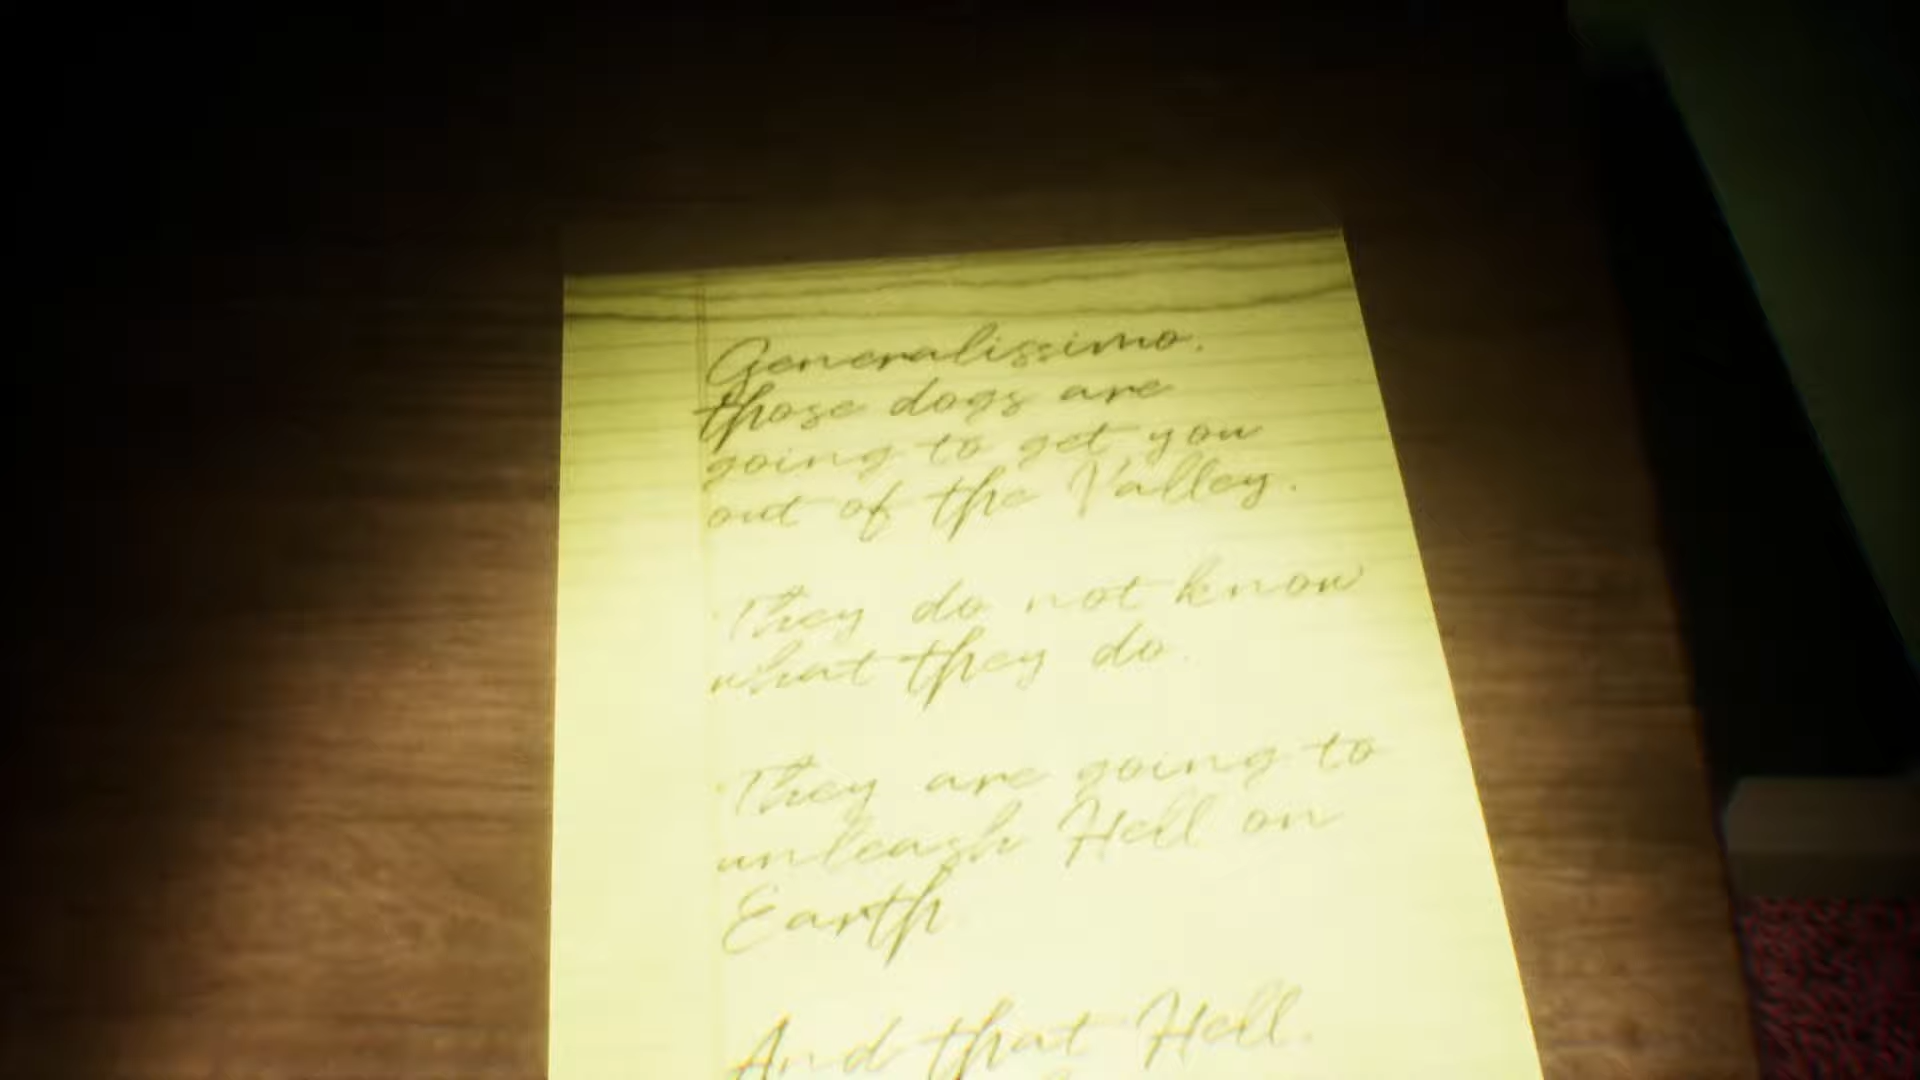 Generalissimo.
those dogs are
going to get you
out of the Valley.
They do not know
what they do.
They are going to
unleash Hell on
Earth
And that Hell.